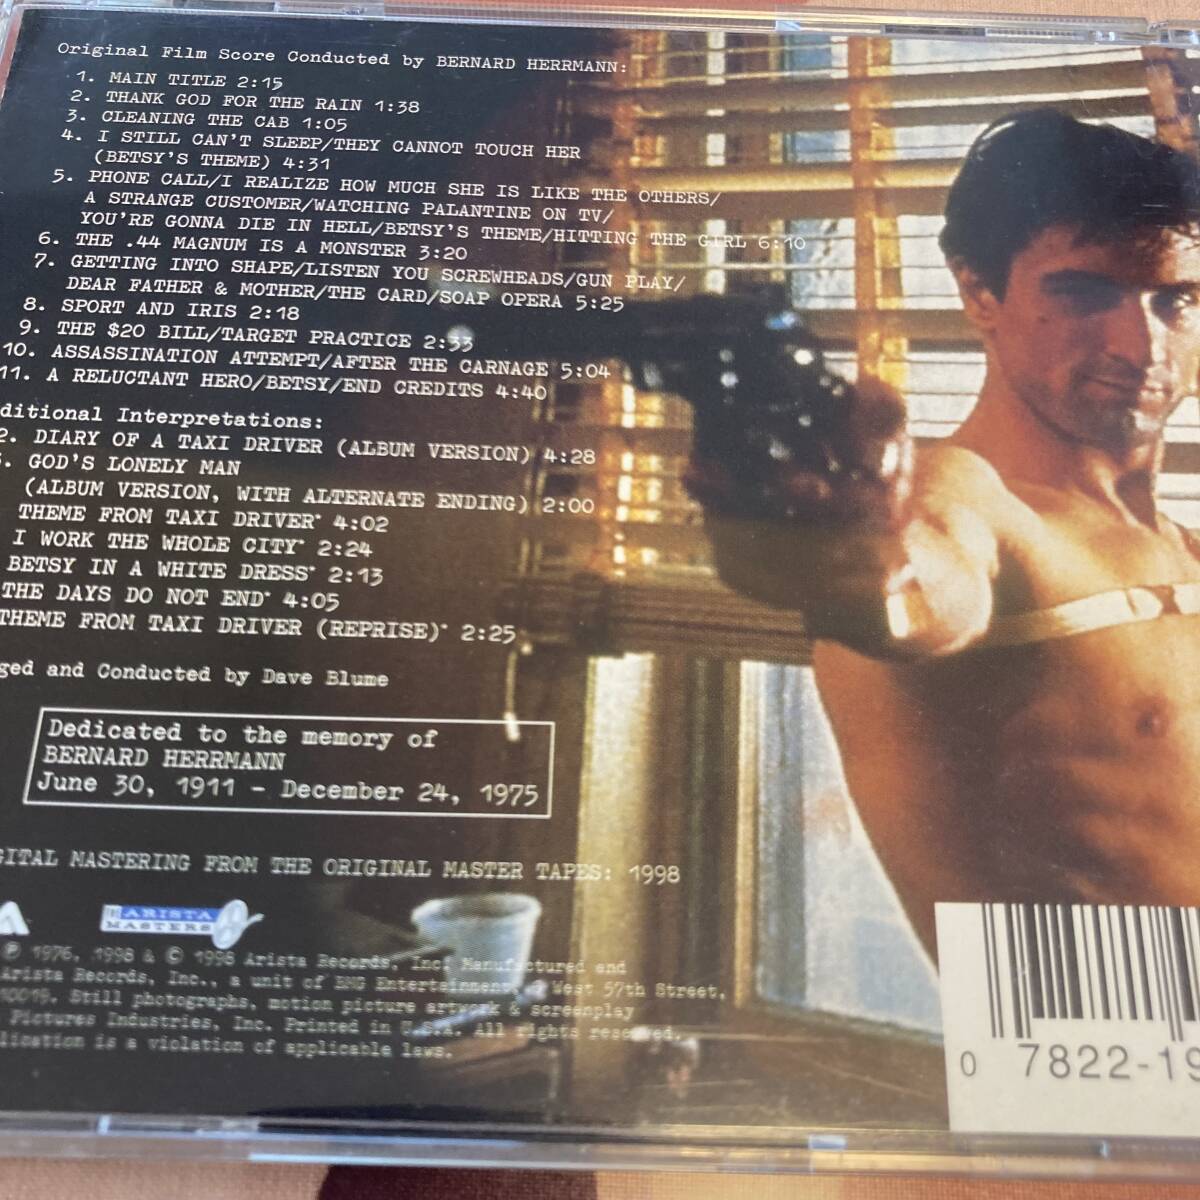 Original Film Score Conducted by BERNARD HERRMANN:
1. MAIN TITLE 2:15
2. THANK GOD FOR THE RAIN 1:38
3. CLEANING THE CAB 1:05
4. I STILL CAN'T SLEEP/THEY CANNOT TOUCH HER
(BETSY'S THEME) 4:31
5. PHONE CALL/I REALIZE HOW MUCH SHE IS LIKE THE OTHERS/
A STRANGE CUSTOMER/WATCHING PALANTINE ON TV/
YOU'RE GONNA DIE IN HELL/BETSY'S THEME/HITTING THE GIRL 6:10
6. THE .44 MAGNUM IS A MONSTER 3:20
7. GETTING INTO SHAPE/LISTEN YOU SCREWHEADS/GUN PLAY/
DEAR FATHER & MOTHER/THE CARD/SOAP OPERA 5:25
8. SPORT AND IRIS 2:18
9. THE $20 BILL/TARGET PRACTICE 2:33
10. ASSASSINATION ATTEMPT/AFTER THE CARNAGE 5:04
11. A RELUCTANT HERO/BETSY/END CREDITS 4:40
ditional Interpretations:
2. DIARY OF A TAXI DRIVER (ALBUM VERSION) 4:28
. GOD'S LONELY MAN
(ALBUM VERSION, WITH ALTERNATE ENDING) 2:00
THEME FROM TAXI DRIVER* 4:02
I WORK THE WHOLE CITY* 2:24
BETSY IN A WHITE DRESS* 2:13
THE DAYS DO NOT END* 4:05
THEME FROM TAXI DRIVER (REPRISE)* 2:25
ged and Conducted by Dave Blume
Dedicated to the memory of
BERNARD HERRMANN
June 30, 1911 - December 24, 1975
GITAL MASTERING FROM THE ORIGINAL MASTER TAPES: 1998
ARISTA
MASTERS
℗ 1976, 1998 & © 1998 Arista Records, Inc. Manufactured and
Arista Records, Inc., a unit of BMG Entertainment, West 57th Street,
10019. Still photographs, motion picture artwork & screenplay
Pictures Industries, Inc. Printed in U.S.A. All rights reserved.
lication is a violation of applicable laws.
0 7822-19